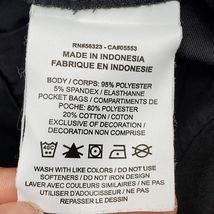 RN#56323 - CA#05553
MADE IN INDONESIA
FABRIQUE EN INDONESIE
BODY / CORPS: 95% POLYESTER
5% SPANDEX / ELASTHANNE
POCKET BAGS / COMPARTIMENTS DE
POCHE: 80% POLYESTER
20% COTTON / COTON
EXCLUSIVE OF DECORATION
DECORATION NON COMPRISE
WASH WITH LIKE COLORS / DO NOT USE
SOFTENERS / DO NOT IRON DESIGN
LAVER AVEC COULEURS SIMILAIRES / NE
PAS UTILISER D'ADOUCISSANT / NE PAS
REPASSER LE DESSIN